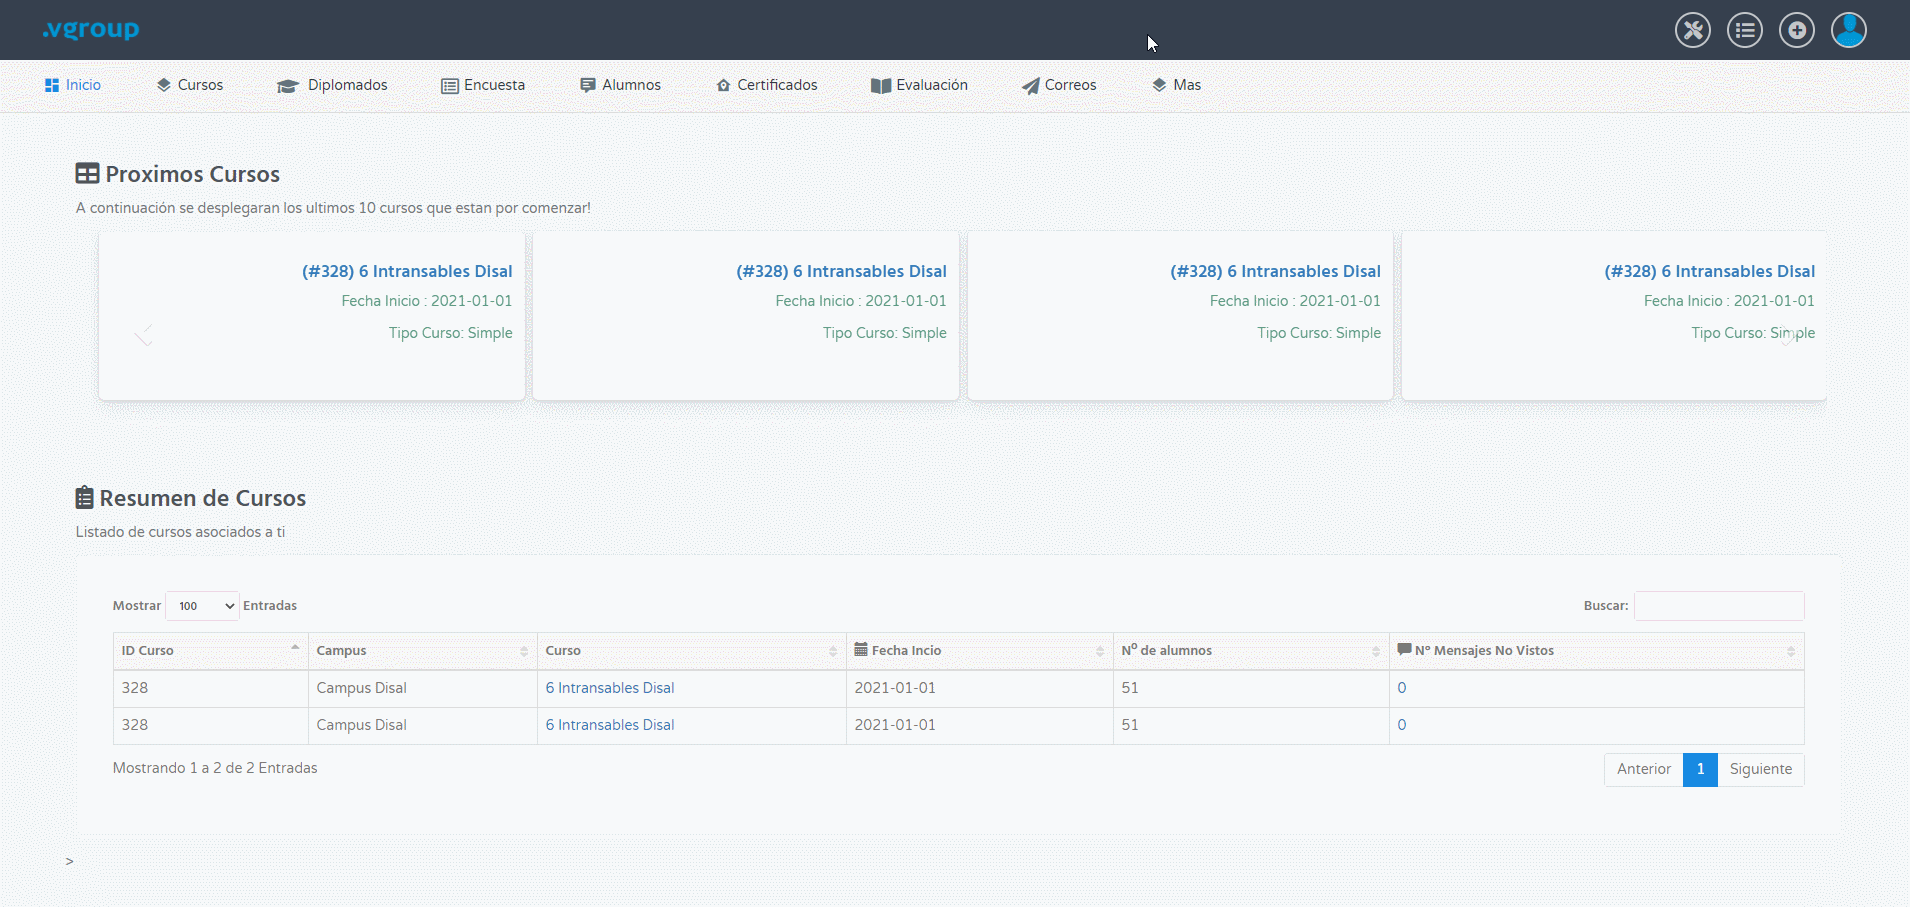 .vgroup
Inicio Cursos Diplomados Encuesta Alumnos Certificados Evaluación Correos Mas
Proximos Cursos
A continuación se desplegaran los ultimos 10 cursos que estan por comenzar!
(#328) 6 Intransables DIsal (#328) 6 Intransables DIsal (#328) 6 Intransables DIsal (#328) 6 Intransables DIsal
Fecha Inicio : 2021-01-01 Fecha Inicio : 2021-01-01 Fecha Inicio : 2021-01-01 Fecha Inicio : 2021-01-01
Tipo Curso: Simple Tipo Curso: Simple Tipo Curso: Simple Tipo Curso: Simple
Resumen de Cursos
Listado de cursos asociados a ti
Mostrar 100 Entradas Buscar:
ID Curso Campus Curso Fecha Incio Nº de alumnos Nº Mensajes No Vistos
328 Campus Disal 6 Intransables DIsal 2021-01-01 51 0
328 Campus Disal 6 Intransables DIsal 2021-01-01 51 0
Mostrando 1 a 2 de 2 Entradas Anterior 1 Siguiente
>